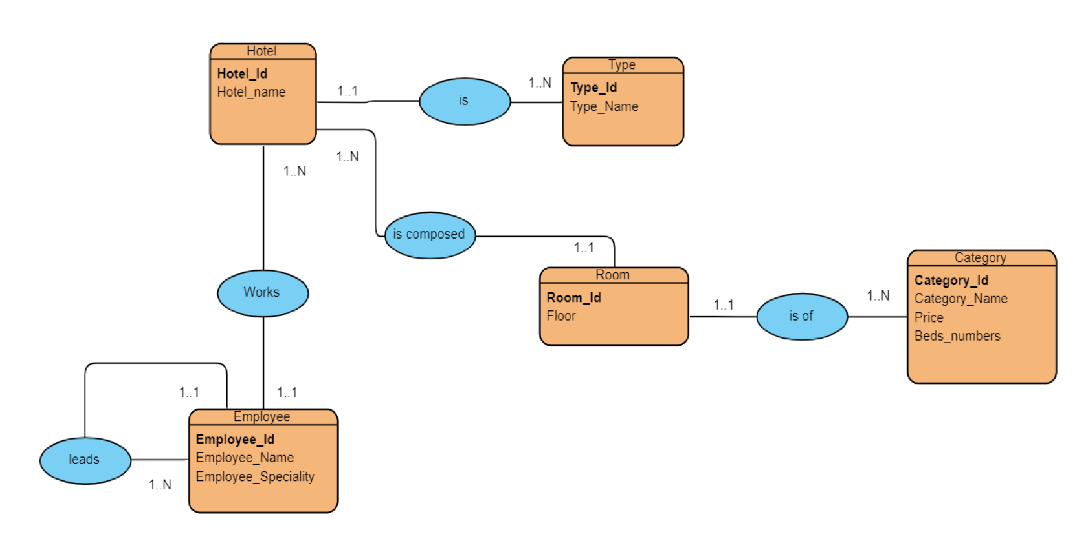 Hotel
Hotel_Id
Hotel_name
1..1
is
1..N
Type
Type_Id
Type_Name
1..N
1..N
is composed
1..1
Room
Room_Id
Floor
1..1
is of
1..N
Category
Category_Id
Category_Name
Price
Beds_numbers
Works
1..1
1..1
Employee
Employee_Id
Employee_Name
Employee_Speciality
leads
1..N